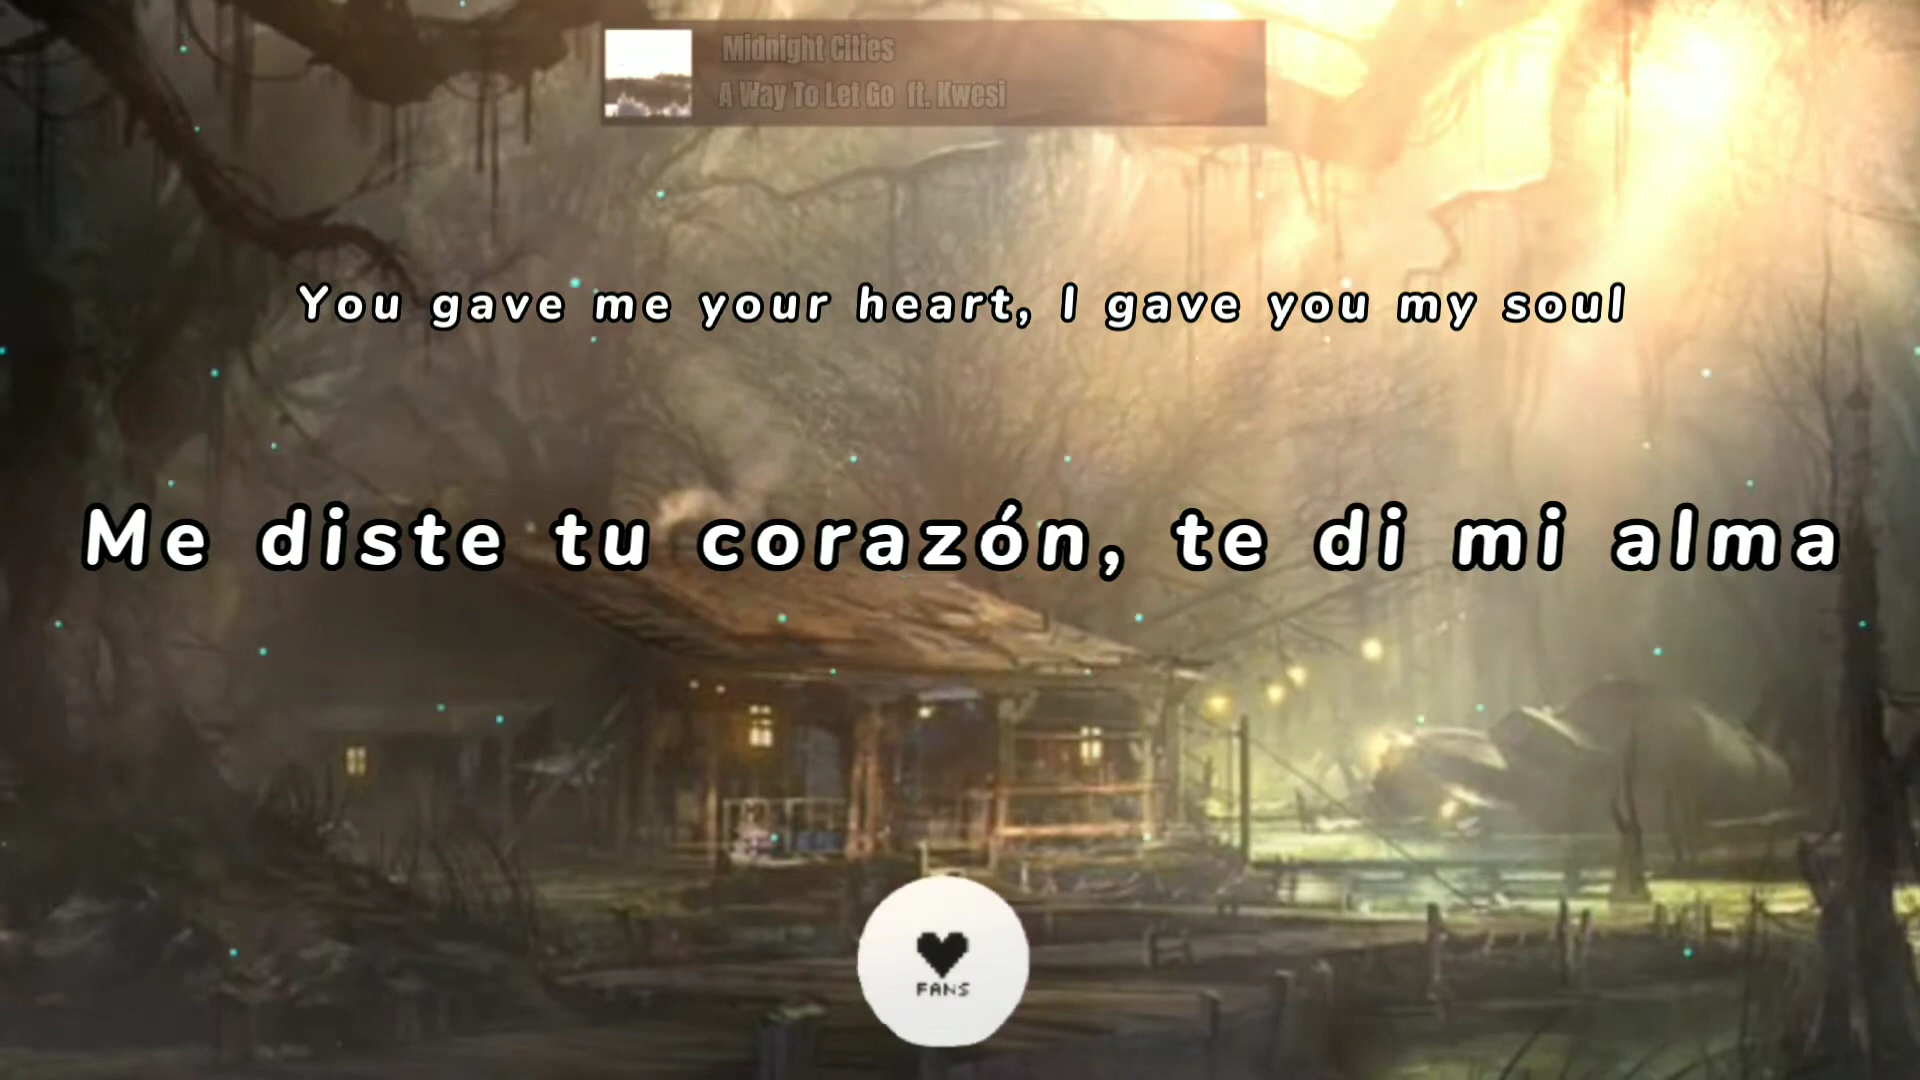 Midnight Cities
A Way To Let Go ft. Kwesi
You gave me your heart, I gave you my soul
Me diste tu corazón, te di mi alma
FANS